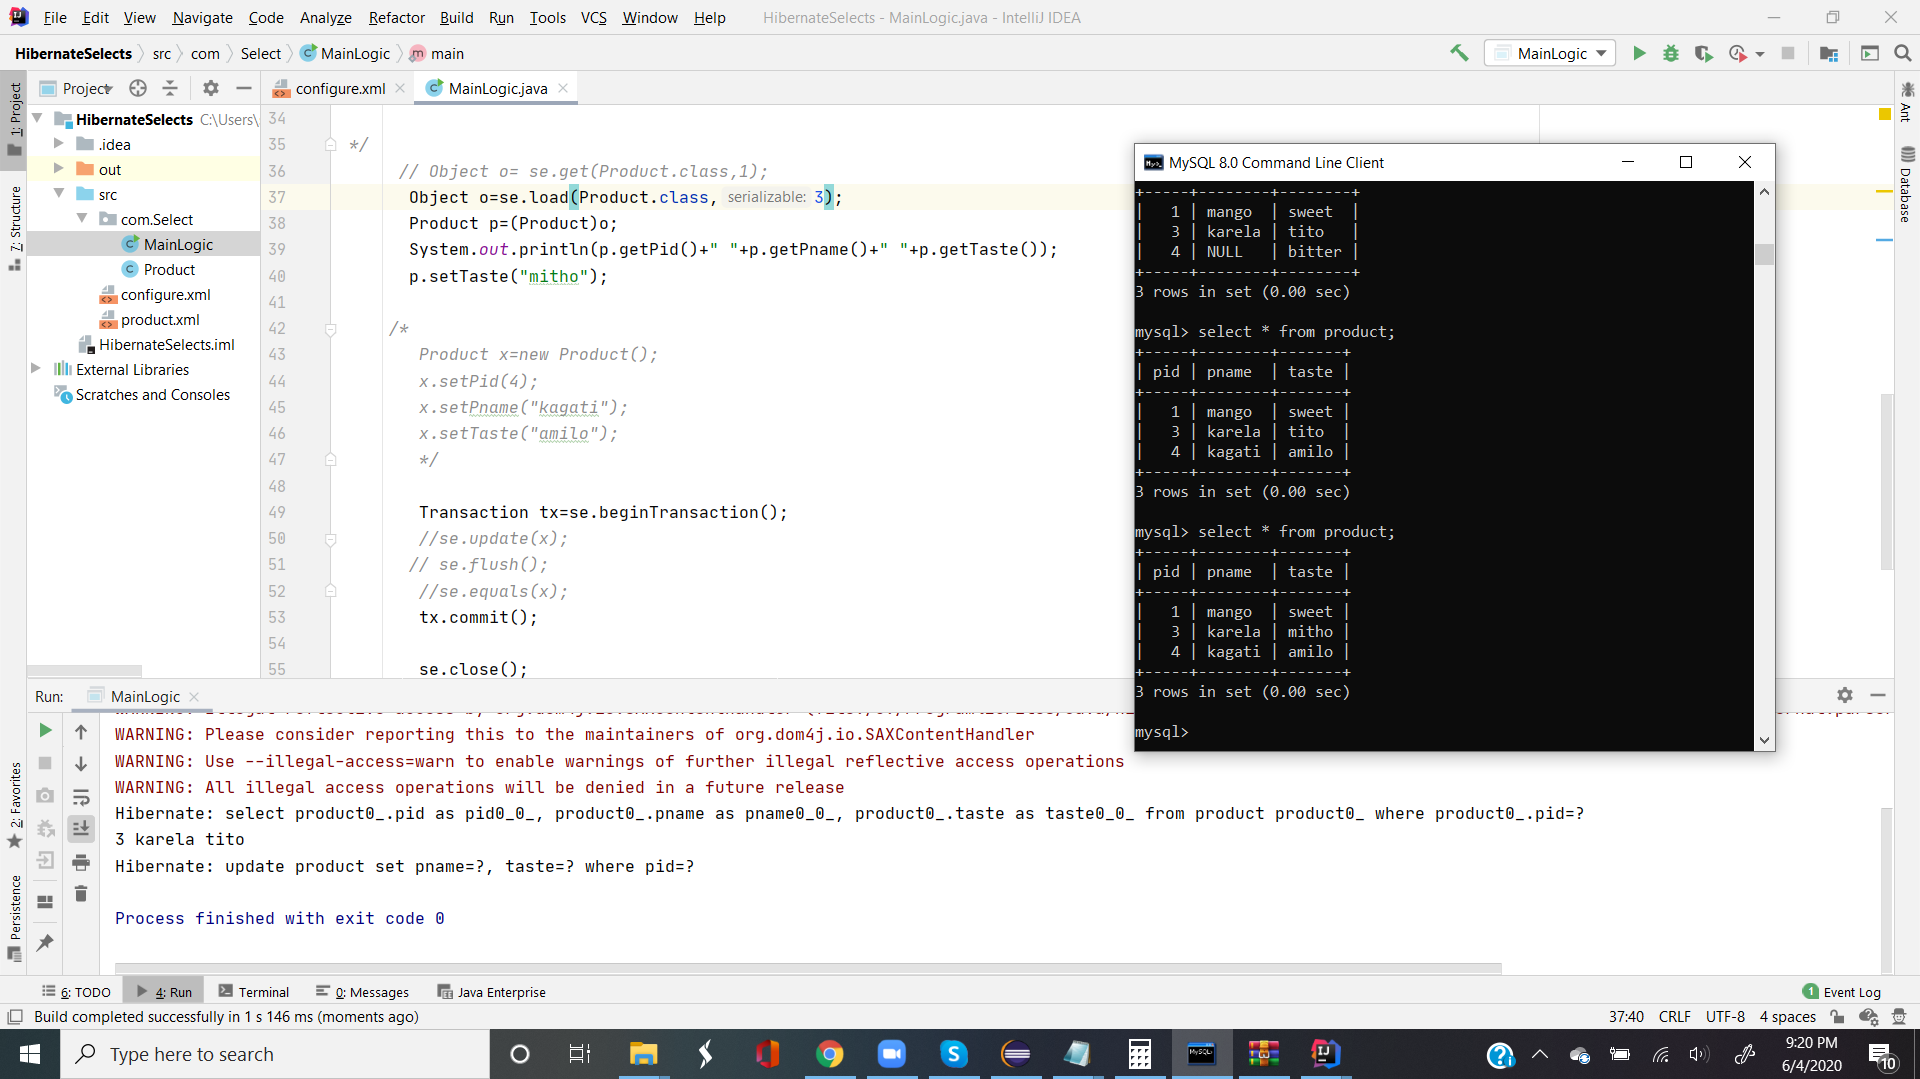 File Edit View Navigate Code Analyze Refactor Build Run Tools VCS Window Help HibernateSelects - MainLogic.java - IntelliJ IDEA
HibernateSelects src com Select MainLogic main MainLogic
Project configure.xml MainLogic.java
1: Project
7: Structure
2: Favorites
Persistence
Ant
Database
HibernateSelects C:\Users\
.idea
out
src
com.Select
MainLogic
Product
configure.xml
product.xml
HibernateSelects.iml
External Libraries
Scratches and Consoles
34
35 */
36 // Object o= se.get(Product.class,1);
37 Object o=se.load(Product.class, serializable: 3);
38 Product p=(Product)o;
39 System.out.println(p.getPid()+" "+p.getPname()+" "+p.getTaste());
40 p.setTaste("mitho");
41
42 /*
43 Product x=new Product();
44 x.setPid(4);
45 x.setPname("kagati");
46 x.setTaste("amilo");
47 */
48
49 Transaction tx=se.beginTransaction();
50 //se.update(x);
51 // se.flush();
52 //se.equals(x);
53 tx.commit();
54
55 se.close();
MySQL 8.0 Command Line Client
+-----+--------+--------+
| 1 | mango | sweet |
| 3 | karela | tito |
| 4 | NULL | bitter |
+-----+--------+--------+
3 rows in set (0.00 sec)
mysql> select * from product;
+-----+--------+-------+
| pid | pname | taste |
+-----+--------+-------+
| 1 | mango | sweet |
| 3 | karela | tito |
| 4 | kagati | amilo |
+-----+--------+-------+
3 rows in set (0.00 sec)
mysql> select * from product;
+-----+--------+-------+
| pid | pname | taste |
+-----+--------+-------+
| 1 | mango | sweet |
| 3 | karela | mitho |
| 4 | kagati | amilo |
+-----+--------+-------+
3 rows in set (0.00 sec)
mysql>
Run: MainLogic
WARNING: Please consider reporting this to the maintainers of org.dom4j.io.SAXContentHandler
WARNING: Use --illegal-access=warn to enable warnings of further illegal reflective access operations
WARNING: All illegal access operations will be denied in a future release
Hibernate: select product0_.pid as pid0_0_, product0_.pname as pname0_0_, product0_.taste as taste0_0_ from product product0_ where product0_.pid=?
3 karela tito
Hibernate: update product set pname=?, taste=? where pid=?
Process finished with exit code 0
6: TODO 4: Run Terminal 0: Messages Java Enterprise 1 Event Log
Build completed successfully in 1 s 146 ms (moments ago) 37:40 CRLF UTF-8 4 spaces
Type here to search
9:20 PM
6/4/2020
10